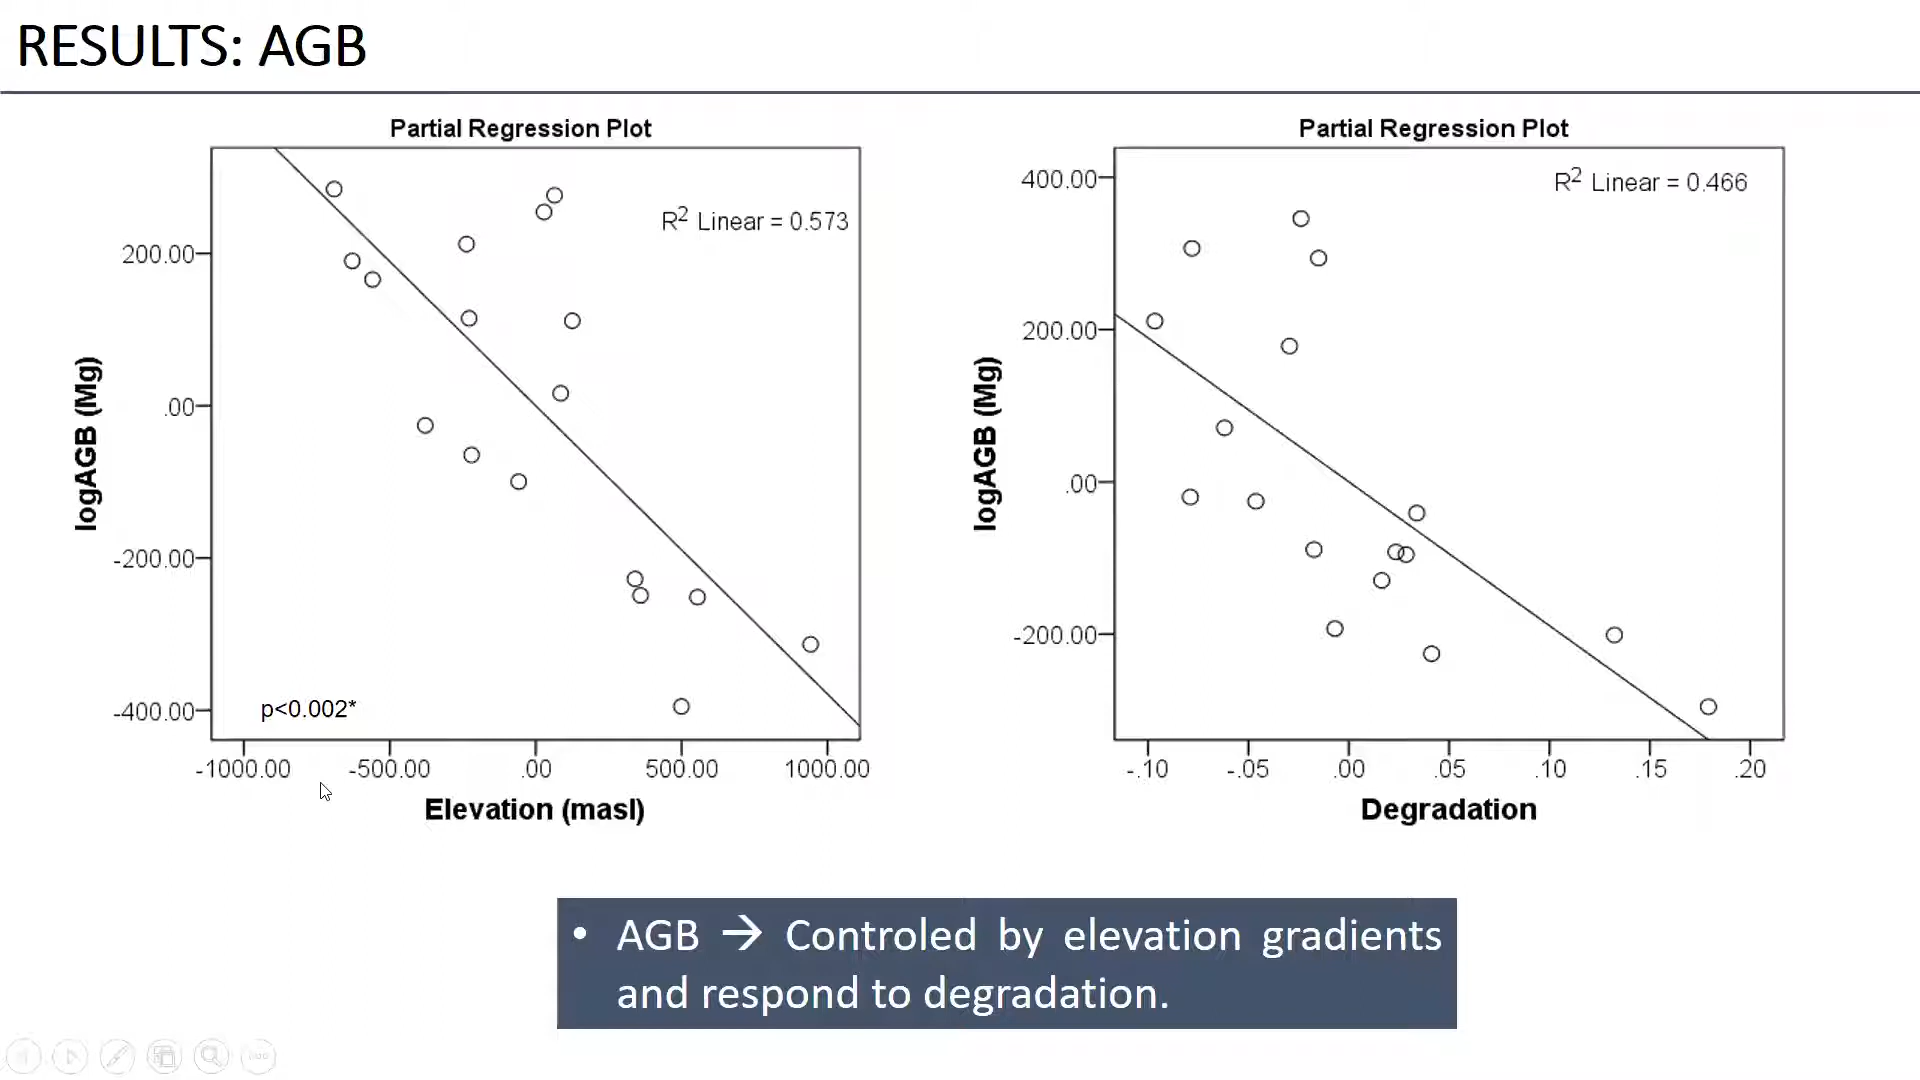 RESULTS: AGB
Partial Regression Plot
R2 Linear = 0.573
200.00
.00
-200.00
-400.00
logAGB (Mg)
p<0.002*
-1000.00 -500.00 .00 500.00 1000.00
Elevation (masl)
Partial Regression Plot
R2 Linear = 0.466
400.00
200.00
.00
-200.00
logAGB (Mg)
-.10 -.05 .00 .05 .10 .15 .20
Degradation
• AGB → Controled by elevation gradients
and respond to degradation.